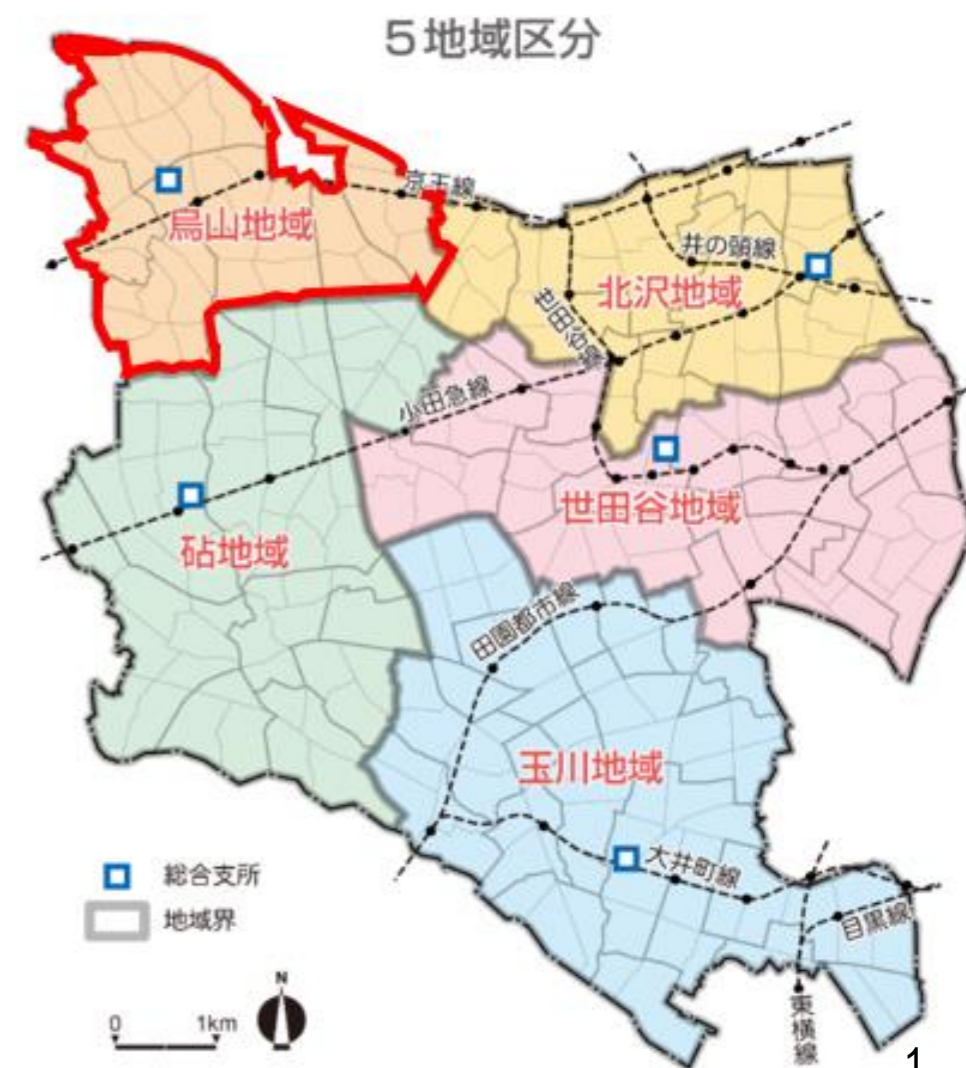 5地域区分
京王線
烏山地域
井の頭線
北沢地域
世田谷線
小田急線
世田谷地域
砧地域
田園都市線
玉川地域
大井町線
目黒線
東横線
総合支所
地域界
N
0 1km
1